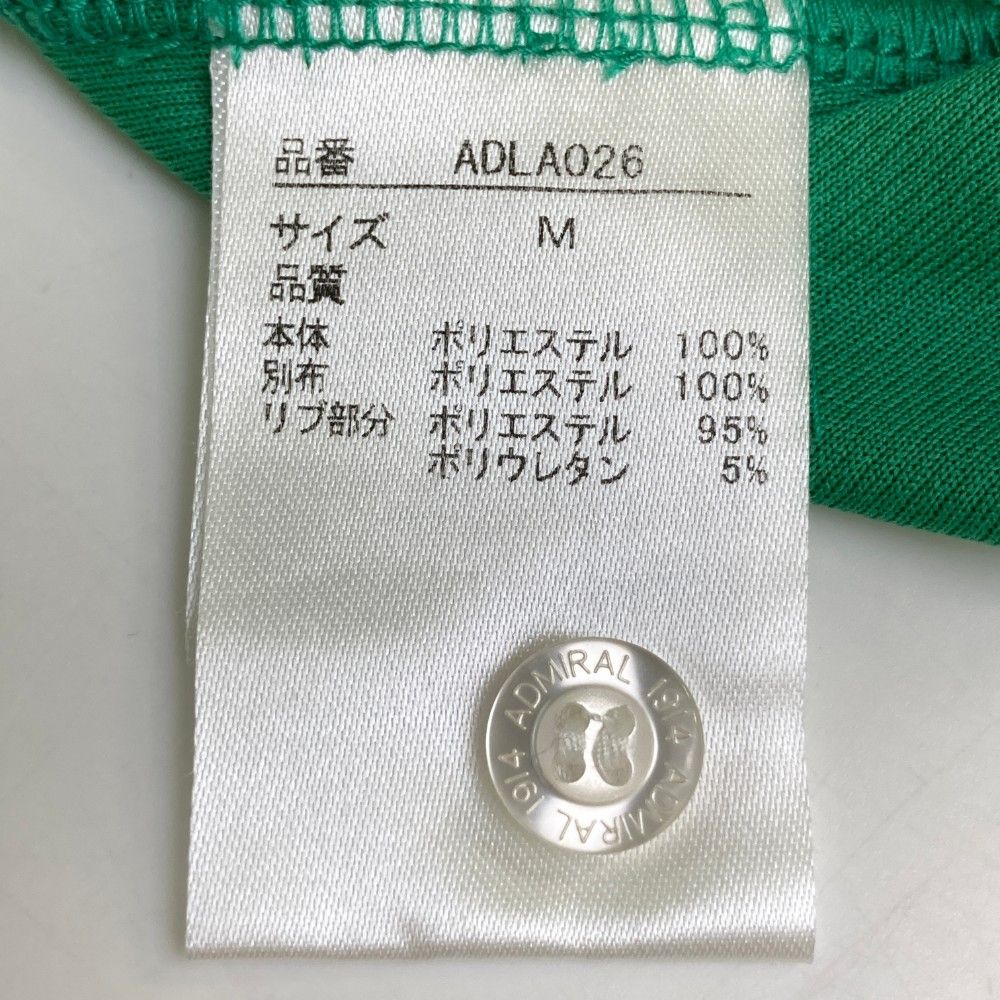 品番 ADLA026
サイズ M
品質
本体 ポリエステル 100%
別布 ポリエステル 100%
リブ部分 ポリエステル 95%
ポリウレタン 5%
ADMIRAL 1914 ADMIRAL 1914